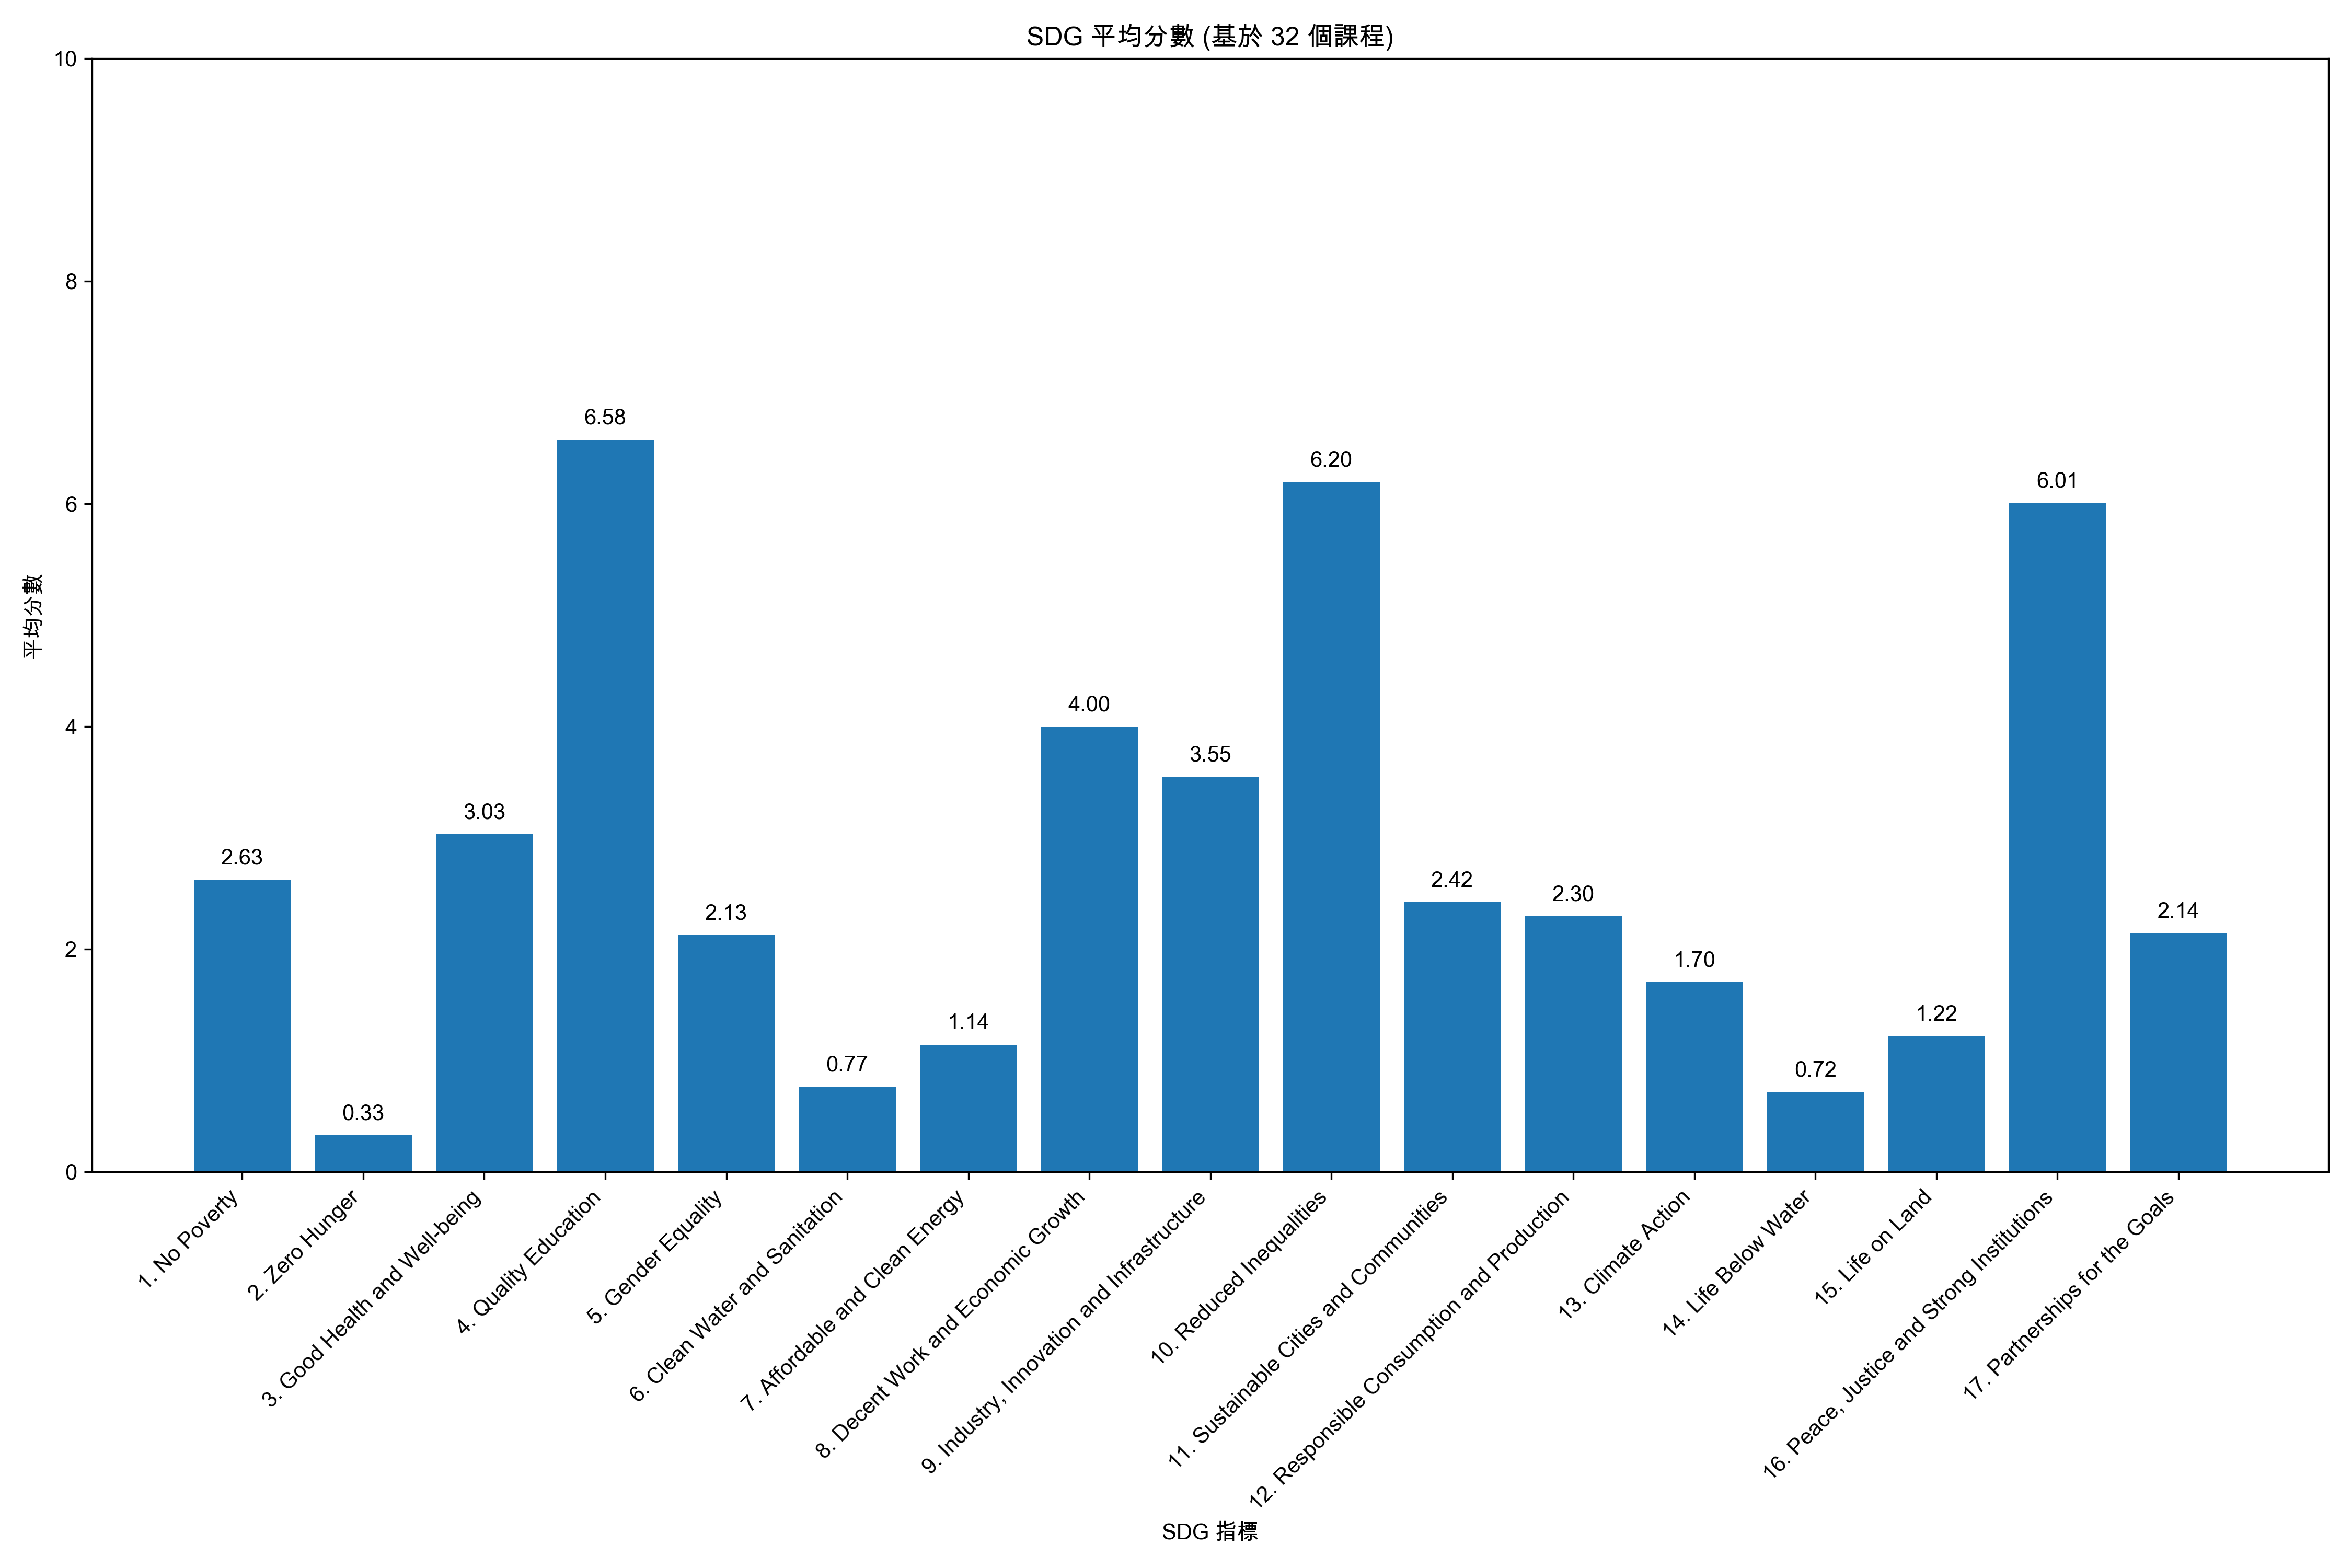 SDG 平均分數 (基於 32 個課程)
平均分數
10
8
6
4
2
0
2.63
0.33
3.03
6.58
2.13
0.77
1.14
4.00
3.55
6.20
2.42
2.30
1.70
0.72
1.22
6.01
2.14
1. No Poverty
2. Zero Hunger
3. Good Health and Well-being
4. Quality Education
5. Gender Equality
6. Clean Water and Sanitation
7. Affordable and Clean Energy
8. Decent Work and Economic Growth
9. Industry, Innovation and Infrastructure
10. Reduced Inequalities
11. Sustainable Cities and Communities
12. Responsible Consumption and Production
13. Climate Action
14. Life Below Water
15. Life on Land
16. Peace, Justice and Strong Institutions
17. Partnerships for the Goals
SDG 指標